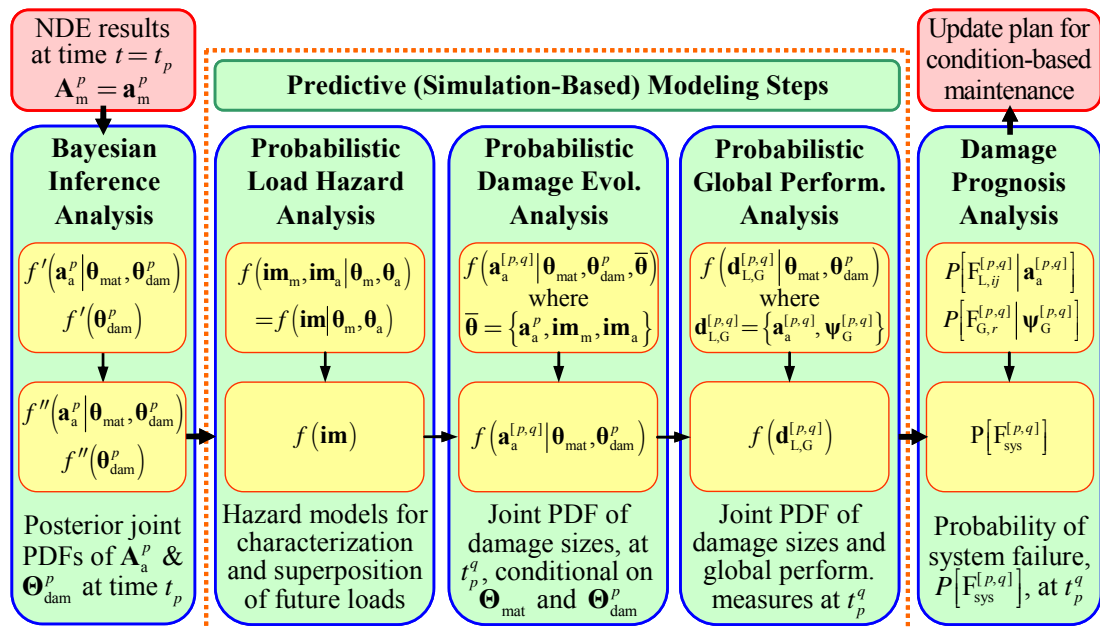 NDE results
at time t = t_p
A_m^p = a_m^p
Predictive (Simulation-Based) Modeling Steps
Update plan for
condition-based
maintenance
Bayesian
Inference
Analysis
f′(a_a^p|θ_mat, θ_dam^p)
f′(θ_dam^p)
f″(a_a^p|θ_mat, θ_dam^p)
f″(θ_dam^p)
Posterior joint
PDFs of A_a^p &
Θ_dam^p at time t_p
Probabilistic
Load Hazard
Analysis
f(im_m, im_a|θ_m, θ_a)
=f(im|θ_m, θ_a)
f(im)
Hazard models for
characterization
and superposition
of future loads
Probabilistic
Damage Evol.
Analysis
f(a_a^[p,q]|θ_mat, θ_dam^p, θ̄)
where
θ̄ = {a_a^p, im_m, im_a}
f(a_a^[p,q]|θ_mat, θ_dam^p)
Joint PDF of
damage sizes, at
t_p^q, conditional on
Θ_mat and Θ_dam^p
Probabilistic
Global Perform.
Analysis
f(d_L,G^[p,q]|θ_mat, θ_dam^p)
where
d_L,G^[p,q]={a_a^[p,q], ψ_G^[p,q]}
f(d_L,G^[p,q])
Joint PDF of
damage sizes and
global perform.
measures at t_p^q
Damage
Prognosis
Analysis
P[F_L,ij^[p,q]|a_a^[p,q]]
P[F_G,r^[p,q]|ψ_G^[p,q]]
P[F_sys^[p,q]]
Probability of
system failure,
P[F_sys^[p,q]], at t_p^q